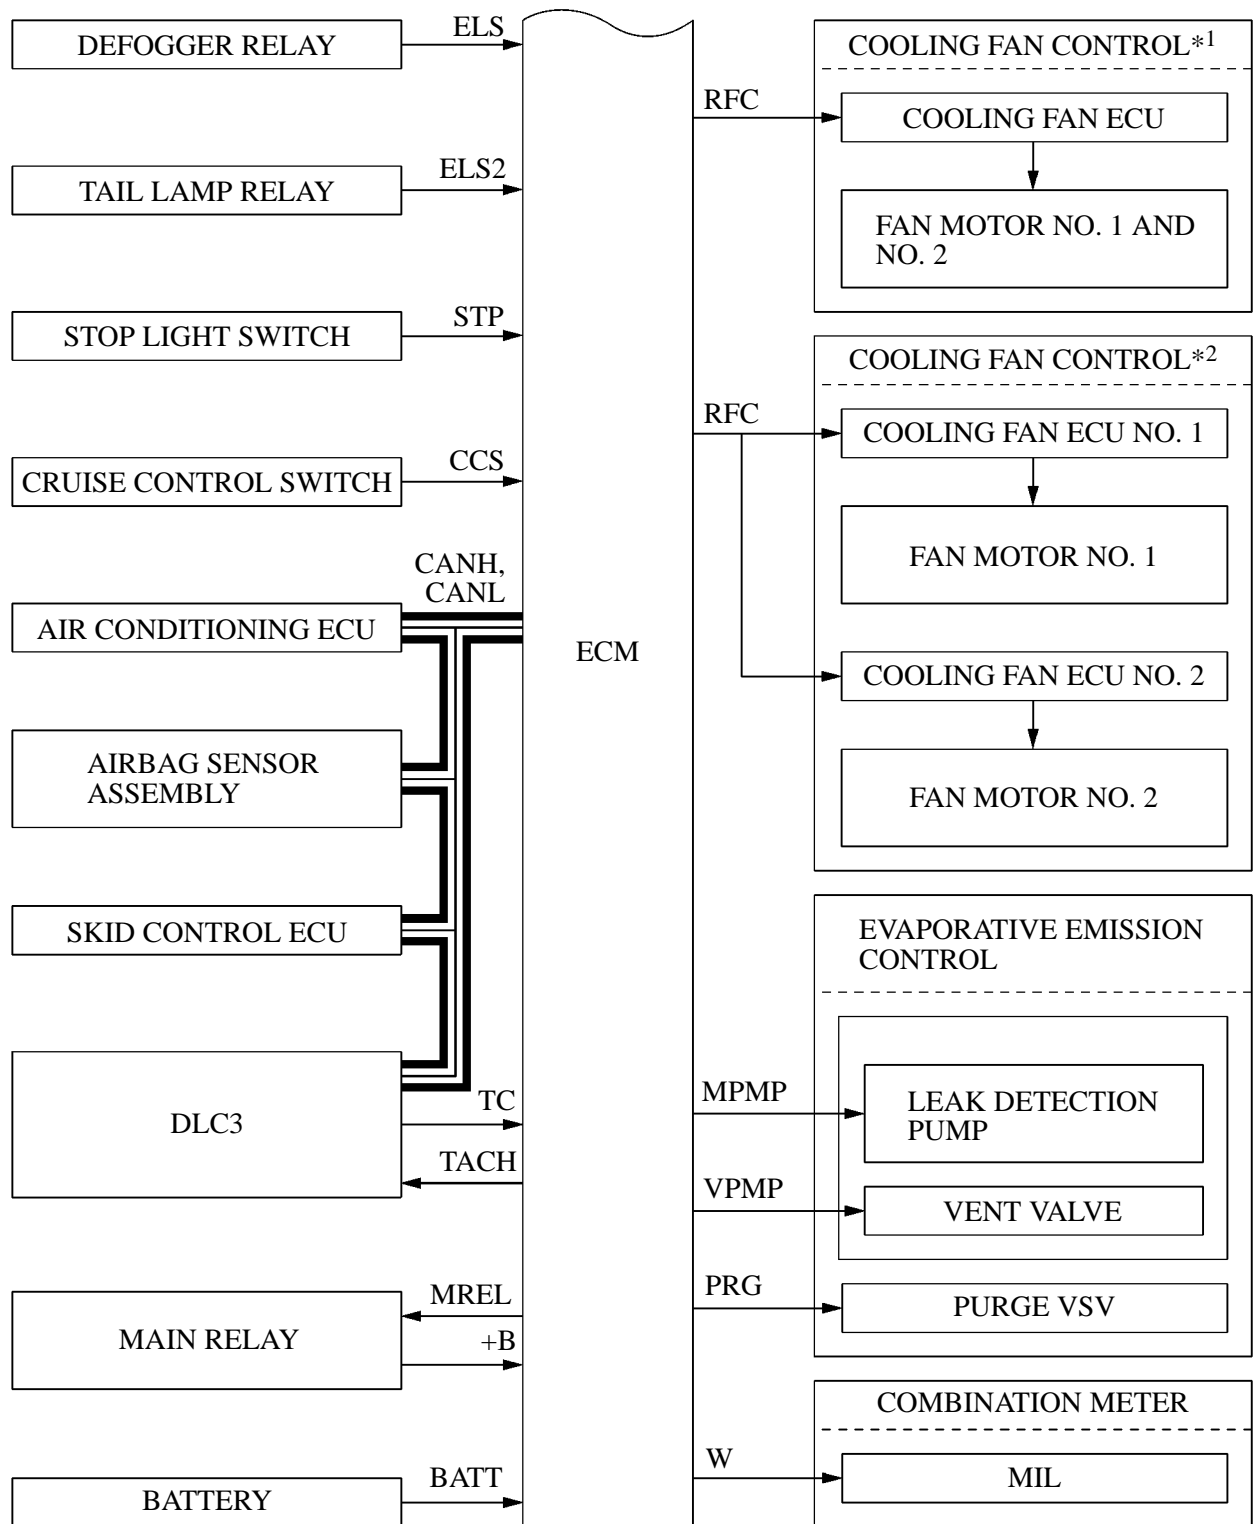 DEFOGGER RELAY
ELS
TAIL LAMP RELAY
ELS2
STOP LIGHT SWITCH
STP
CRUISE CONTROL SWITCH
CCS
CANH,
CANL
AIR CONDITIONING ECU
AIRBAG SENSOR
ASSEMBLY
SKID CONTROL ECU
DLC3
TC
TACH
MAIN RELAY
MREL
+B
BATTERY
BATT
ECM
COOLING FAN CONTROL*1
RFC
COOLING FAN ECU
FAN MOTOR NO. 1 AND
NO. 2
COOLING FAN CONTROL*2
RFC
COOLING FAN ECU NO. 1
FAN MOTOR NO. 1
COOLING FAN ECU NO. 2
FAN MOTOR NO. 2
EVAPORATIVE EMISSION
CONTROL
MPMP
LEAK DETECTION
PUMP
VPMP
VENT VALVE
PRG
PURGE VSV
COMBINATION METER
W
MIL